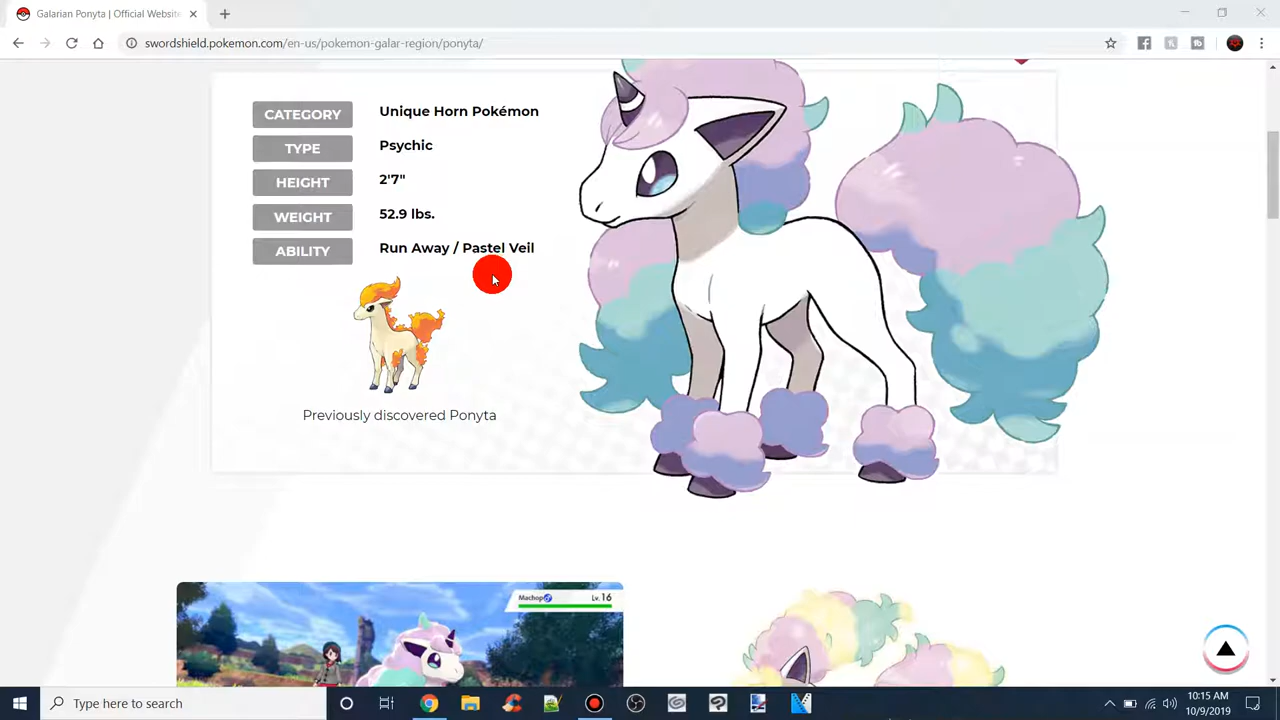 Galarian Ponyta | Official Website
swordshield.pokemon.com/en-us/pokemon-galar-region/ponyta/
CATEGORY Unique Horn Pokémon
TYPE Psychic
HEIGHT 2'7"
WEIGHT 52.9 lbs.
ABILITY Run Away / Pastel Veil
Previously discovered Ponyta
Machop Lv. 16
Type here to search
10:15 AM
10/9/2019